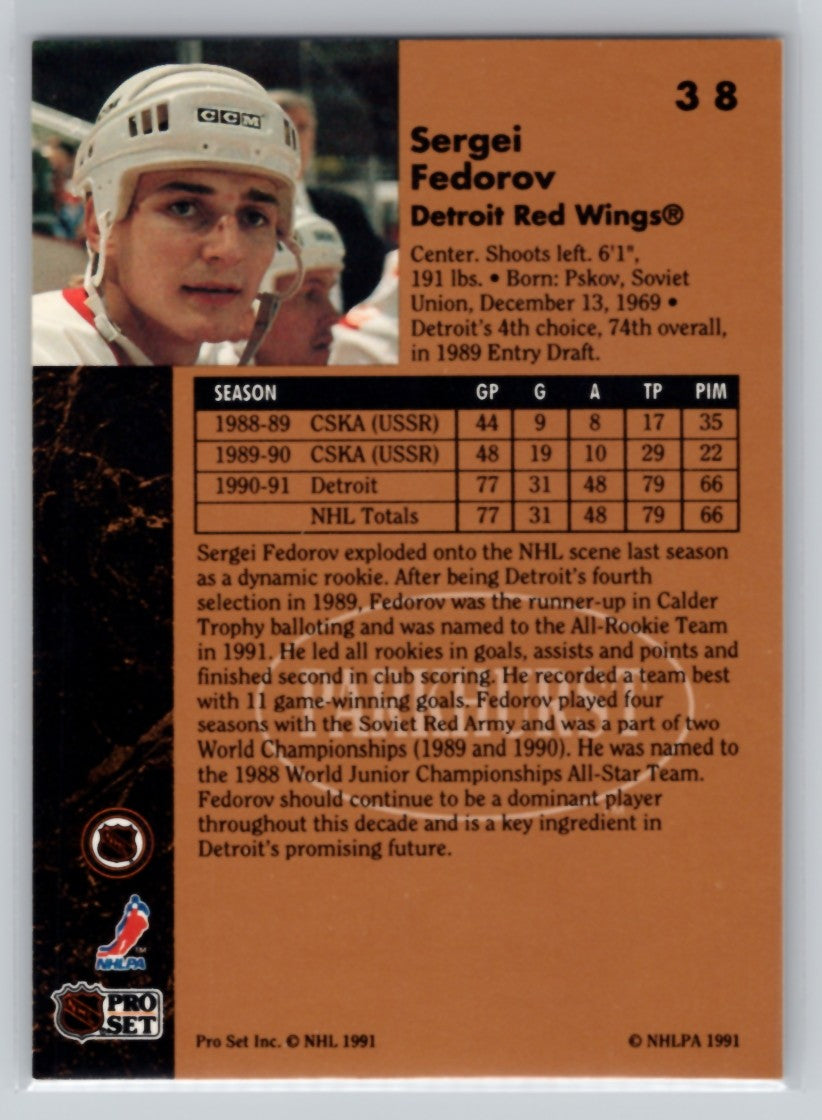 CCM
38
Sergei
Fedorov
Detroit Red Wings®
Center. Shoots left. 6'1",
191 lbs. • Born: Pskov, Soviet
Union, December 13, 1969 •
Detroit's 4th choice, 74th overall,
in 1989 Entry Draft.
SEASON GP G A TP PIM
1988-89 CSKA (USSR) 44 9 8 17 35
1989-90 CSKA (USSR) 48 19 10 29 22
1990-91 Detroit 77 31 48 79 66
NHL Totals 77 31 48 79 66
Sergei Fedorov exploded onto the NHL scene last season
as a dynamic rookie. After being Detroit's fourth
selection in 1989, Fedorov was the runner-up in Calder
Trophy balloting and was named to the All-Rookie Team
in 1991. He led all rookies in goals, assists and points and
finished second in club scoring. He recorded a team best
with 11 game-winning goals. Fedorov played four
seasons with the Soviet Red Army and was a part of two
World Championships (1989 and 1990). He was named to
the 1988 World Junior Championships All-Star Team.
Fedorov should continue to be a dominant player
throughout this decade and is a key ingredient in
Detroit's promising future.
PARKHURST
NHLPA
TM
PRO
SET
Pro Set Inc. © NHL 1991
© NHLPA 1991